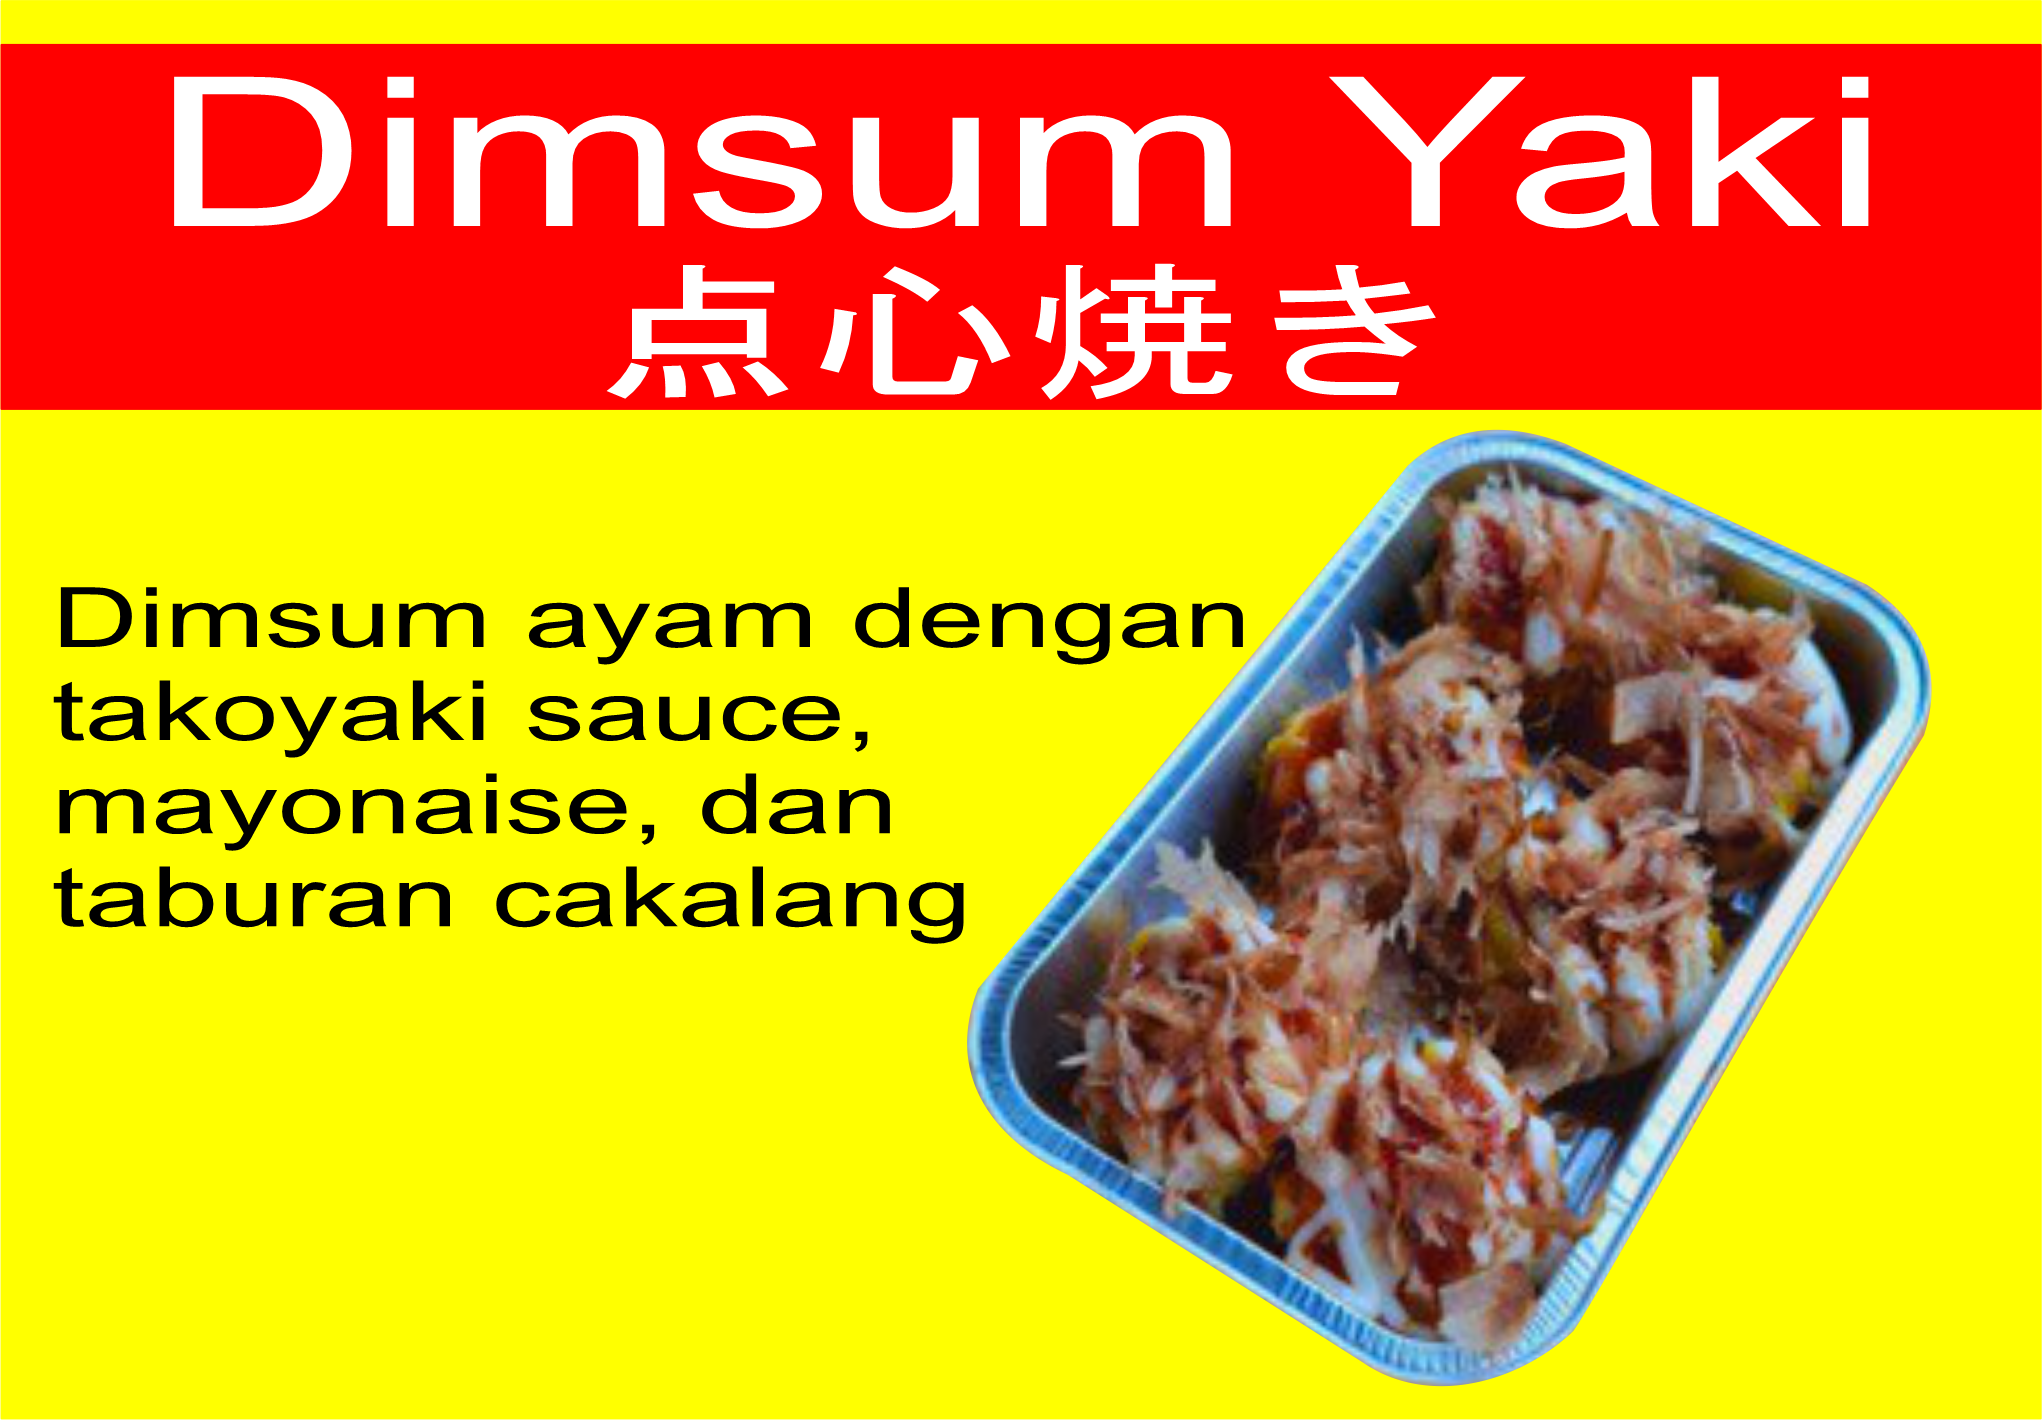 Dimsum Yaki
点心焼き
Dimsum ayam dengan
takoyaki sauce,
mayonaise, dan
taburan cakalang